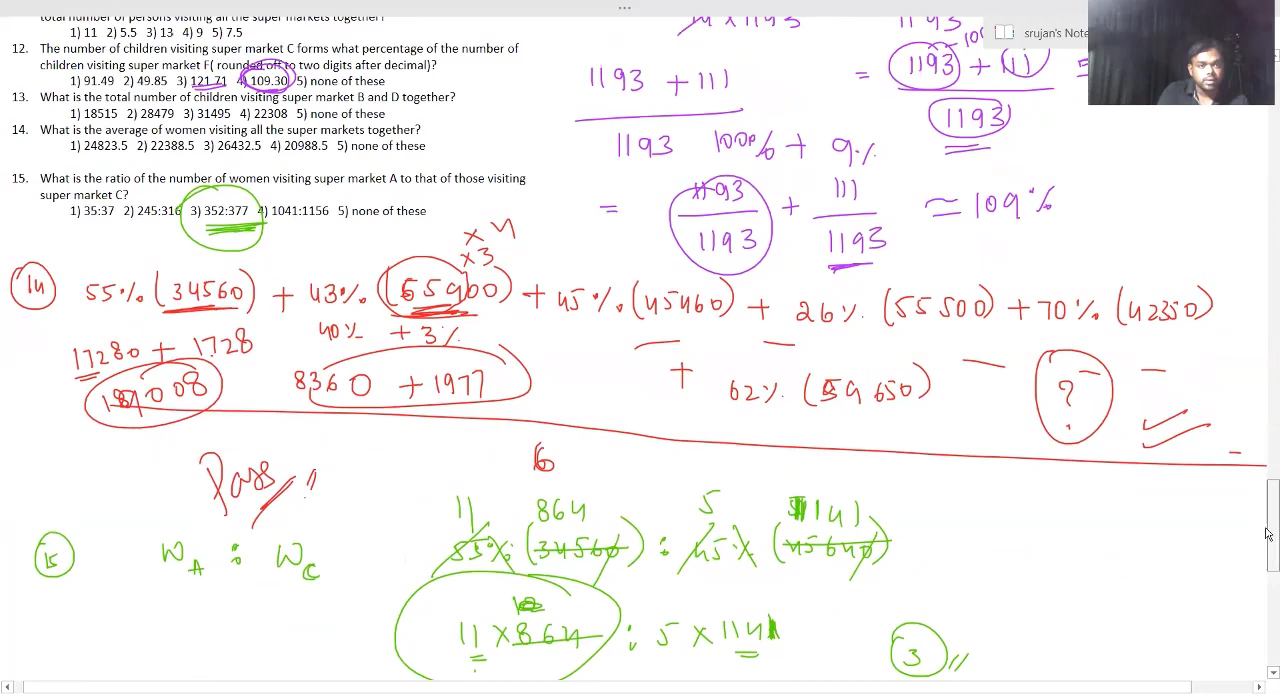 total number of persons visiting all the super markets together?
1) 11 2) 5.5 3) 13 4) 9 5) 7.5
12. The number of children visiting super market C forms what percentage of the number of
children visiting super market F( rounded off to two digits after decimal)?
1) 91.49 2) 49.85 3) 121.71 4) 109.30 5) none of these
13. What is the total number of children visiting super market B and D together?
1) 18515 2) 28479 3) 31495 4) 22308 5) none of these
14. What is the average of women visiting all the super markets together?
1) 24823.5 2) 22388.5 3) 26432.5 4) 20988.5 5) none of these
15. What is the ratio of the number of women visiting super market A to that of those visiting
super market C?
1) 35:37 2) 245:316 3) 352:377 4) 1041:1156 5) none of these
srujan's Note
x 1193
1193
1193 + 111
1193
= 1193 + 111 =
1193
100% + 9%
= 1193 + 111 ≃ 109%
1193 1193
x 4
x3
14 55% (34560) + 43% (65900) + 45% (45460) + 26% (55500) + 70% (42350)
40% + 3%
17280 + 1728
+ 62% (59650) ?
8360 + 1977
Pass
6
11 864 5 1141
15 WA : WC 55% (34560) : 45% (45640)
11 x 864 : 5 x 1141
3